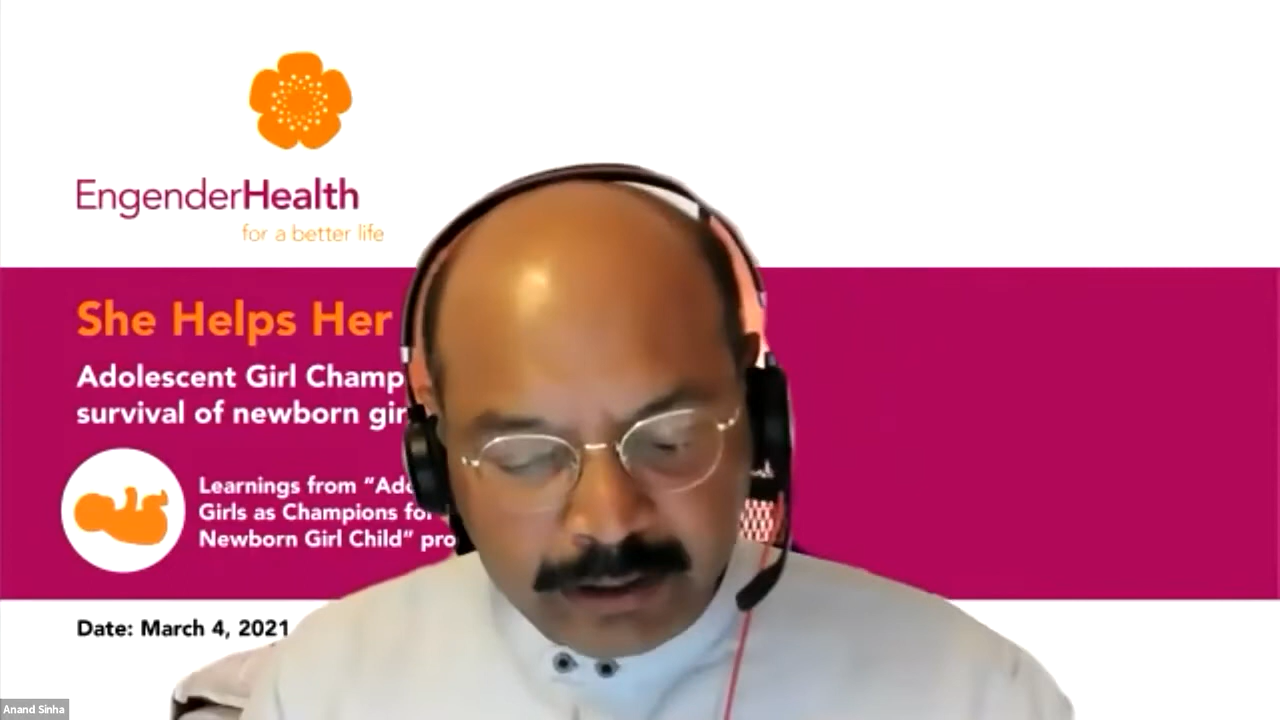 EngenderHealth
for a better life
She Helps Her
Adolescent Girl Champ
survival of newborn gir
Learnings from “Ado
Girls as Champions for
Newborn Girl Child” pro
Date: March 4, 2021
Anand Sinha